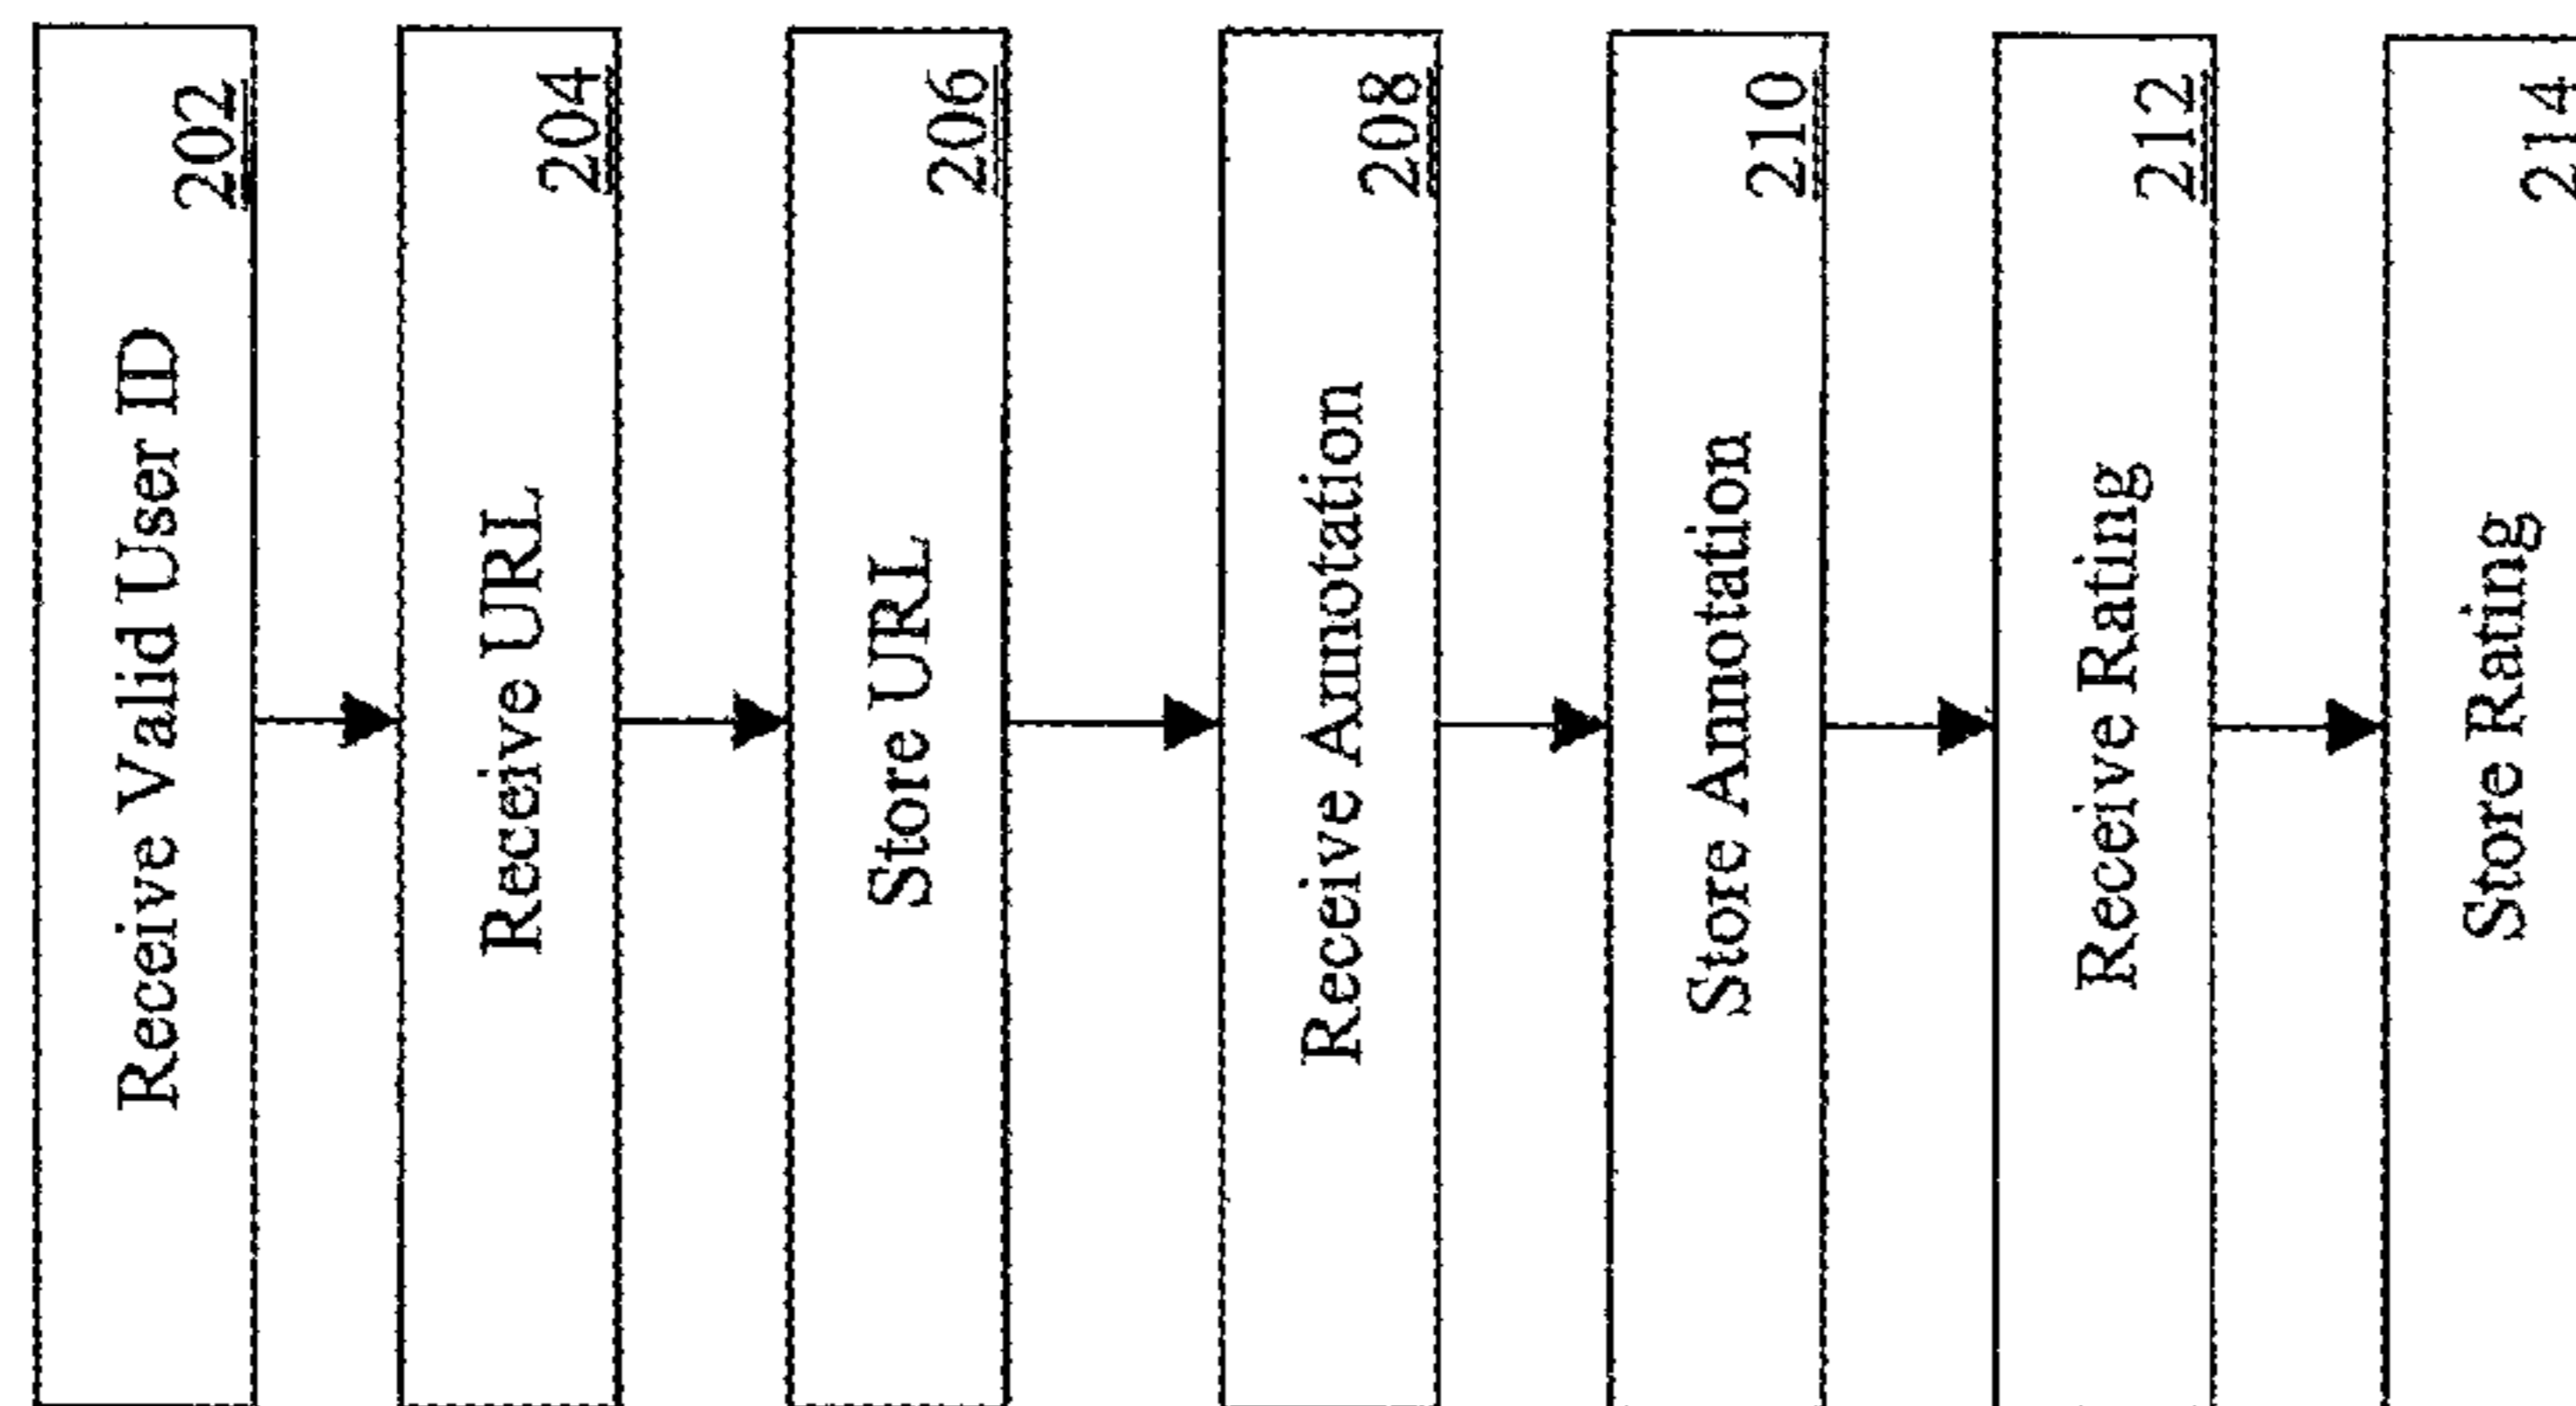 Receive Valid User ID
202
Receive URL
204
Store URL
206
Receive Annotation
208
Store Annotation
210
Receive Rating
212
Store Rating
214